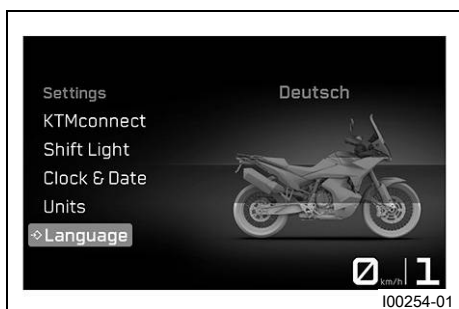 Settings
Deutsch
KTMconnect
Shift Light
Clock & Date
Units
Language
0 km/h 1
I00254-01